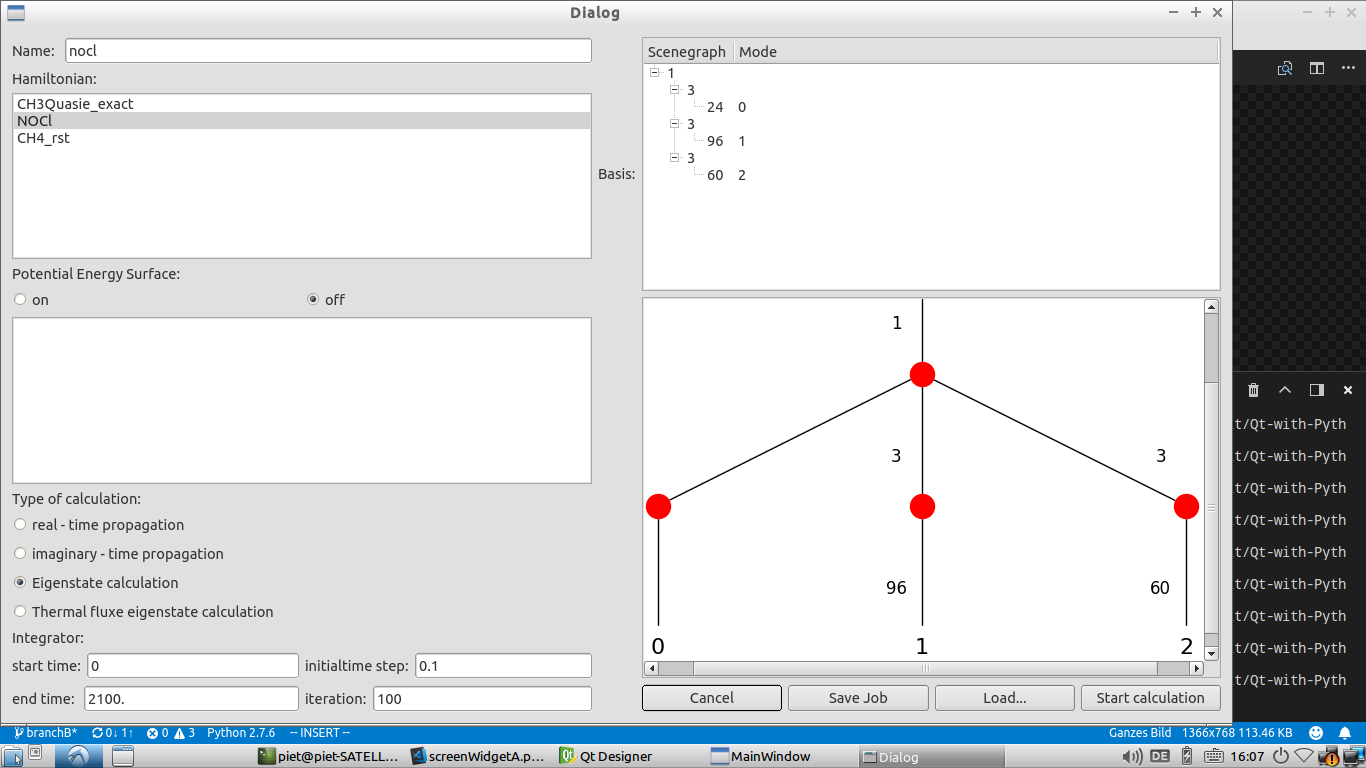 Dialog
Name: nocl
Hamiltonian:
CH3Quasie_exact
NOCl
CH4_rst
Potential Energy Surface:
on off
Type of calculation:
real - time propagation
imaginary - time propagation
Eigenstate calculation
Thermal fluxe eigenstate calculation
Integrator:
start time: 0 initialtime step: 0.1
end time: 2100. iteration: 100
Basis:
Scenegraph Mode
1
3
24 0
3
96 1
3
60 2
1
3 3
96 60
0 1 2
Cancel Save Job Load... Start calculation
t/Qt-with-Pyth
t/Qt-with-Pyth
t/Qt-with-Pyth
t/Qt-with-Pyth
t/Qt-with-Pyth
t/Qt-with-Pyth
t/Qt-with-Pyth
t/Qt-with-Pyth
t/Qt-with-Pyth
branchB* 0↓ 1↑ 0 3 Python 2.7.6 -- INSERT -- Ganzes Bild 1366x768 113.46 KB
piet@piet-SATELL... screenWidgetA.p... Qt Designer MainWindow Dialog DE 16:07